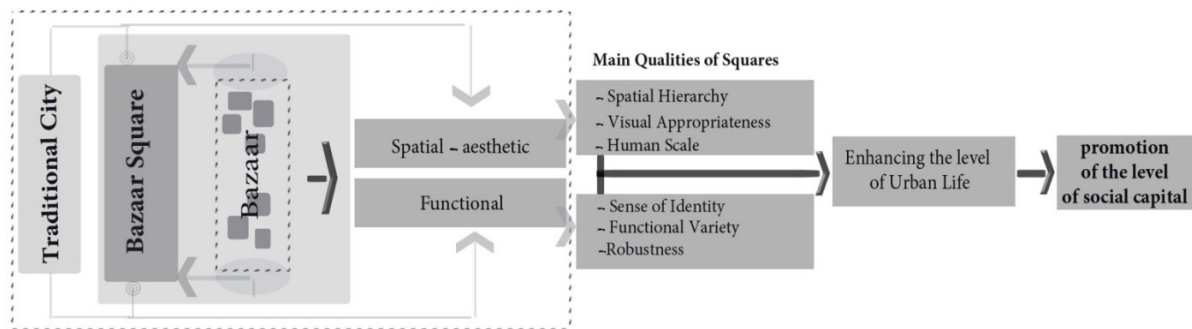 Traditional City
Bazaar Square
Bazaar
Spatial – aesthetic
Functional
Main Qualities of Squares
– Spatial Hierarchy
– Visual Appropriateness
– Human Scale
– Sense of Identity
– Functional Variety
–Robustness
Enhancing the level
of Urban Life
promotion
of the level
of social capital